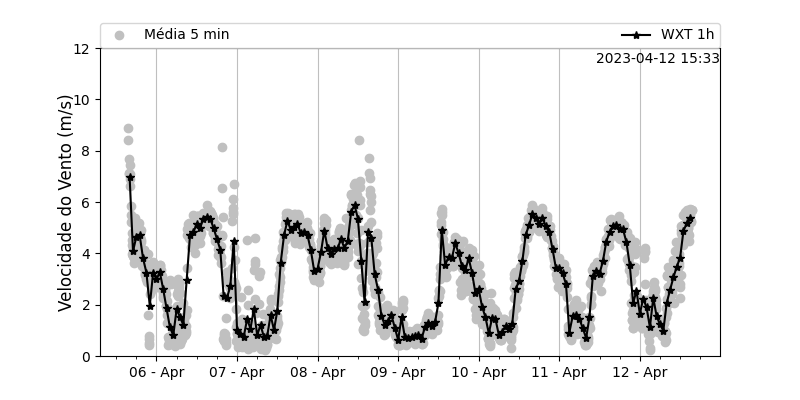 Média 5 min
WXT 1h
2023-04-12 15:33
Velocidade do Vento (m/s)
12
10
8
6
4
2
0
06 - Apr
07 - Apr
08 - Apr
09 - Apr
10 - Apr
11 - Apr
12 - Apr